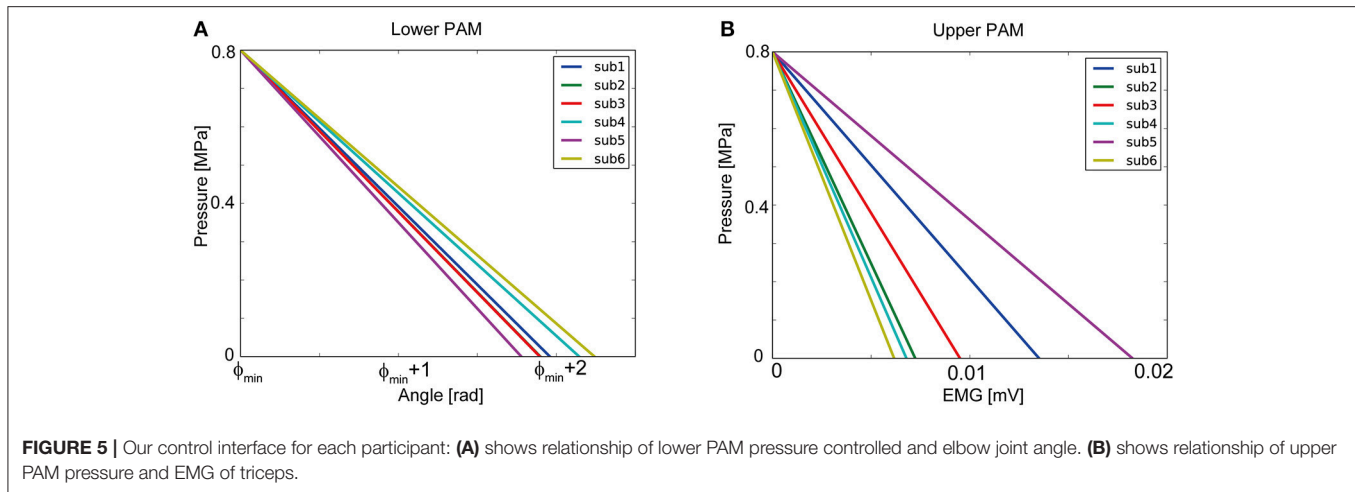 A
Lower PAM
0.8
0.4
0
Pressure [MPa]
sub1
sub2
sub3
sub4
sub5
sub6
ϕmin
ϕmin+1
ϕmin+2
Angle [rad]
B
Upper PAM
0.8
0.4
0
Pressure [MPa]
sub1
sub2
sub3
sub4
sub5
sub6
0
0.01
0.02
EMG [mV]
FIGURE 5 | Our control interface for each participant: (A) shows relationship of lower PAM pressure controlled and elbow joint angle. (B) shows relationship of upper
PAM pressure and EMG of triceps.